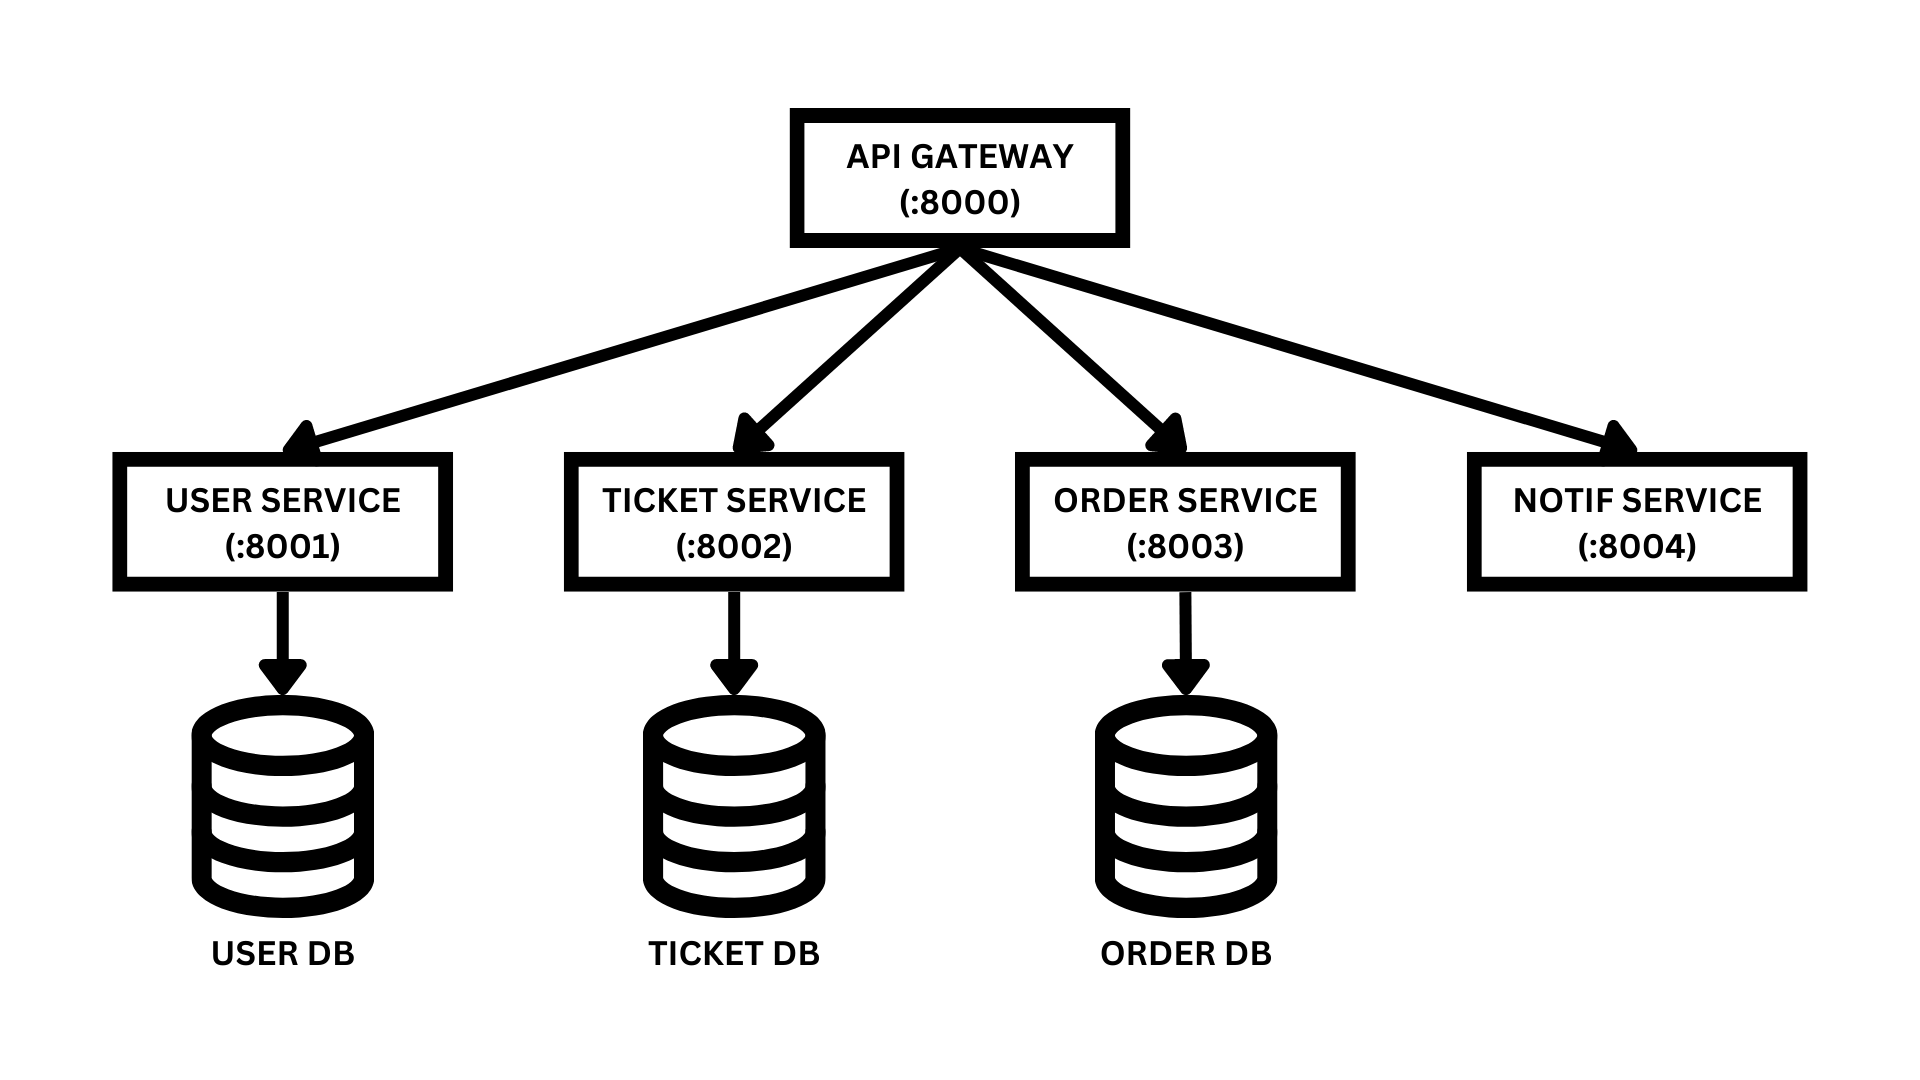 API GATEWAY
(:8000)
USER SERVICE
(:8001)
TICKET SERVICE
(:8002)
ORDER SERVICE
(:8003)
NOTIF SERVICE
(:8004)
USER DB
TICKET DB
ORDER DB